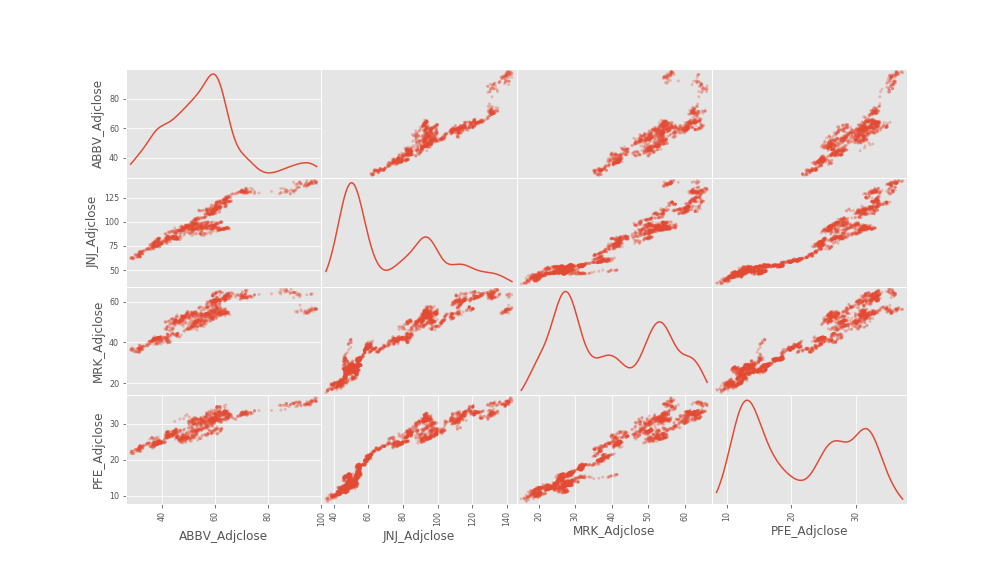 ABBV_Adjclose
80
60
40
JNJ_Adjclose
125
100
75
50
MRK_Adjclose
60
40
20
PFE_Adjclose
30
20
10
40 60 80 100 40 60 80 100 120 140 20 30 40 50 60 10 20 30
ABBV_Adjclose JNJ_Adjclose MRK_Adjclose PFE_Adjclose